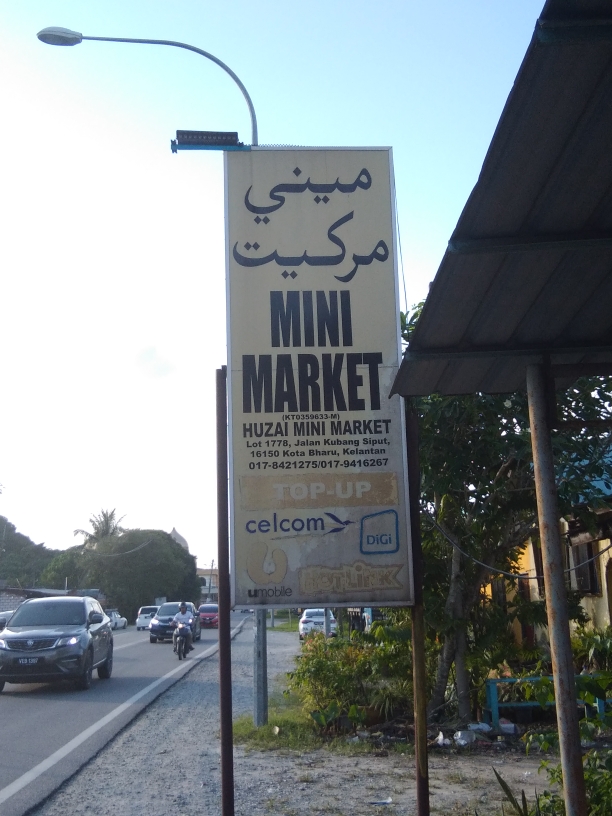 ميني
مركيت
MINI
MARKET
(KT0359633-M)
HUZAI MINI MARKET
Lot 1778, Jalan Kubang Siput,
16150 Kota Bharu, Kelantan
017-8421275/017-9416267
TOP-UP
celcom
DiGi
umobile